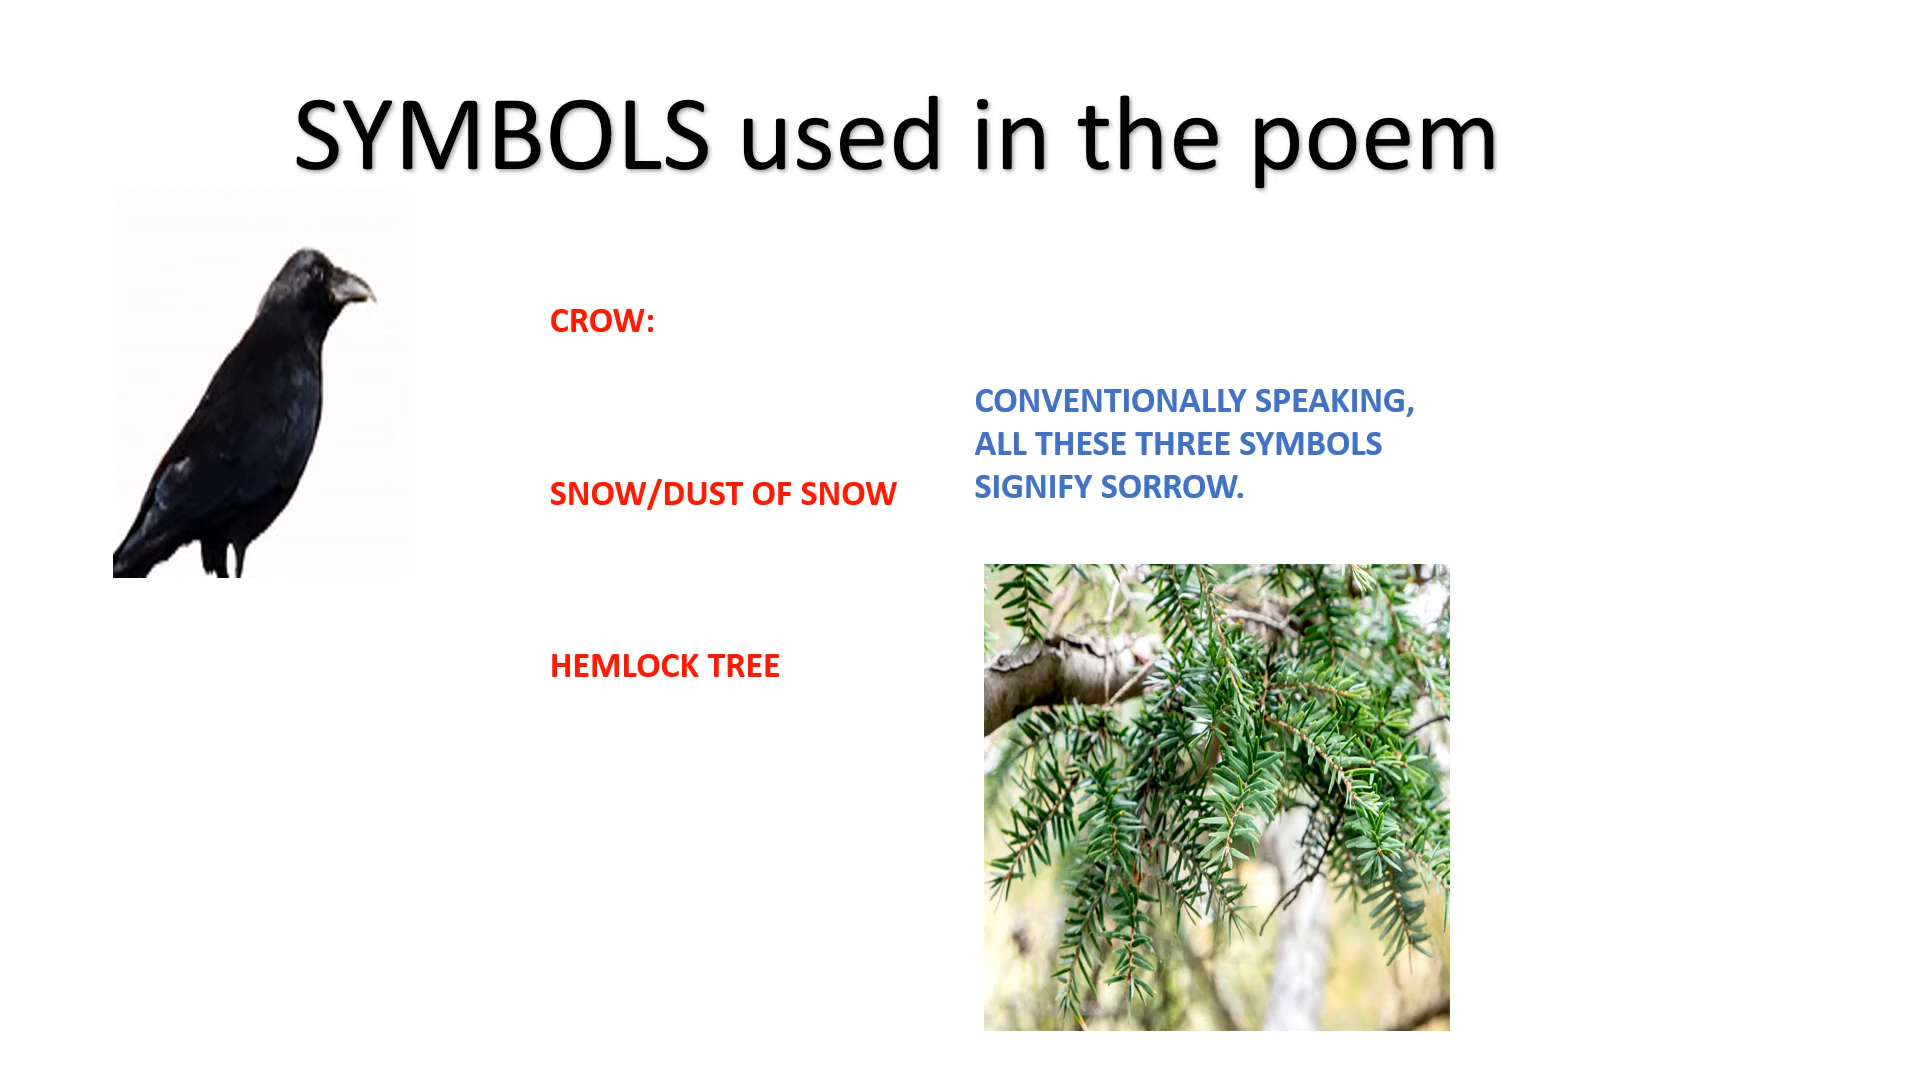 SYMBOLS used in the poem
CROW:
SNOW/DUST OF SNOW
HEMLOCK TREE
CONVENTIONALLY SPEAKING,
ALL THESE THREE SYMBOLS
SIGNIFY SORROW.